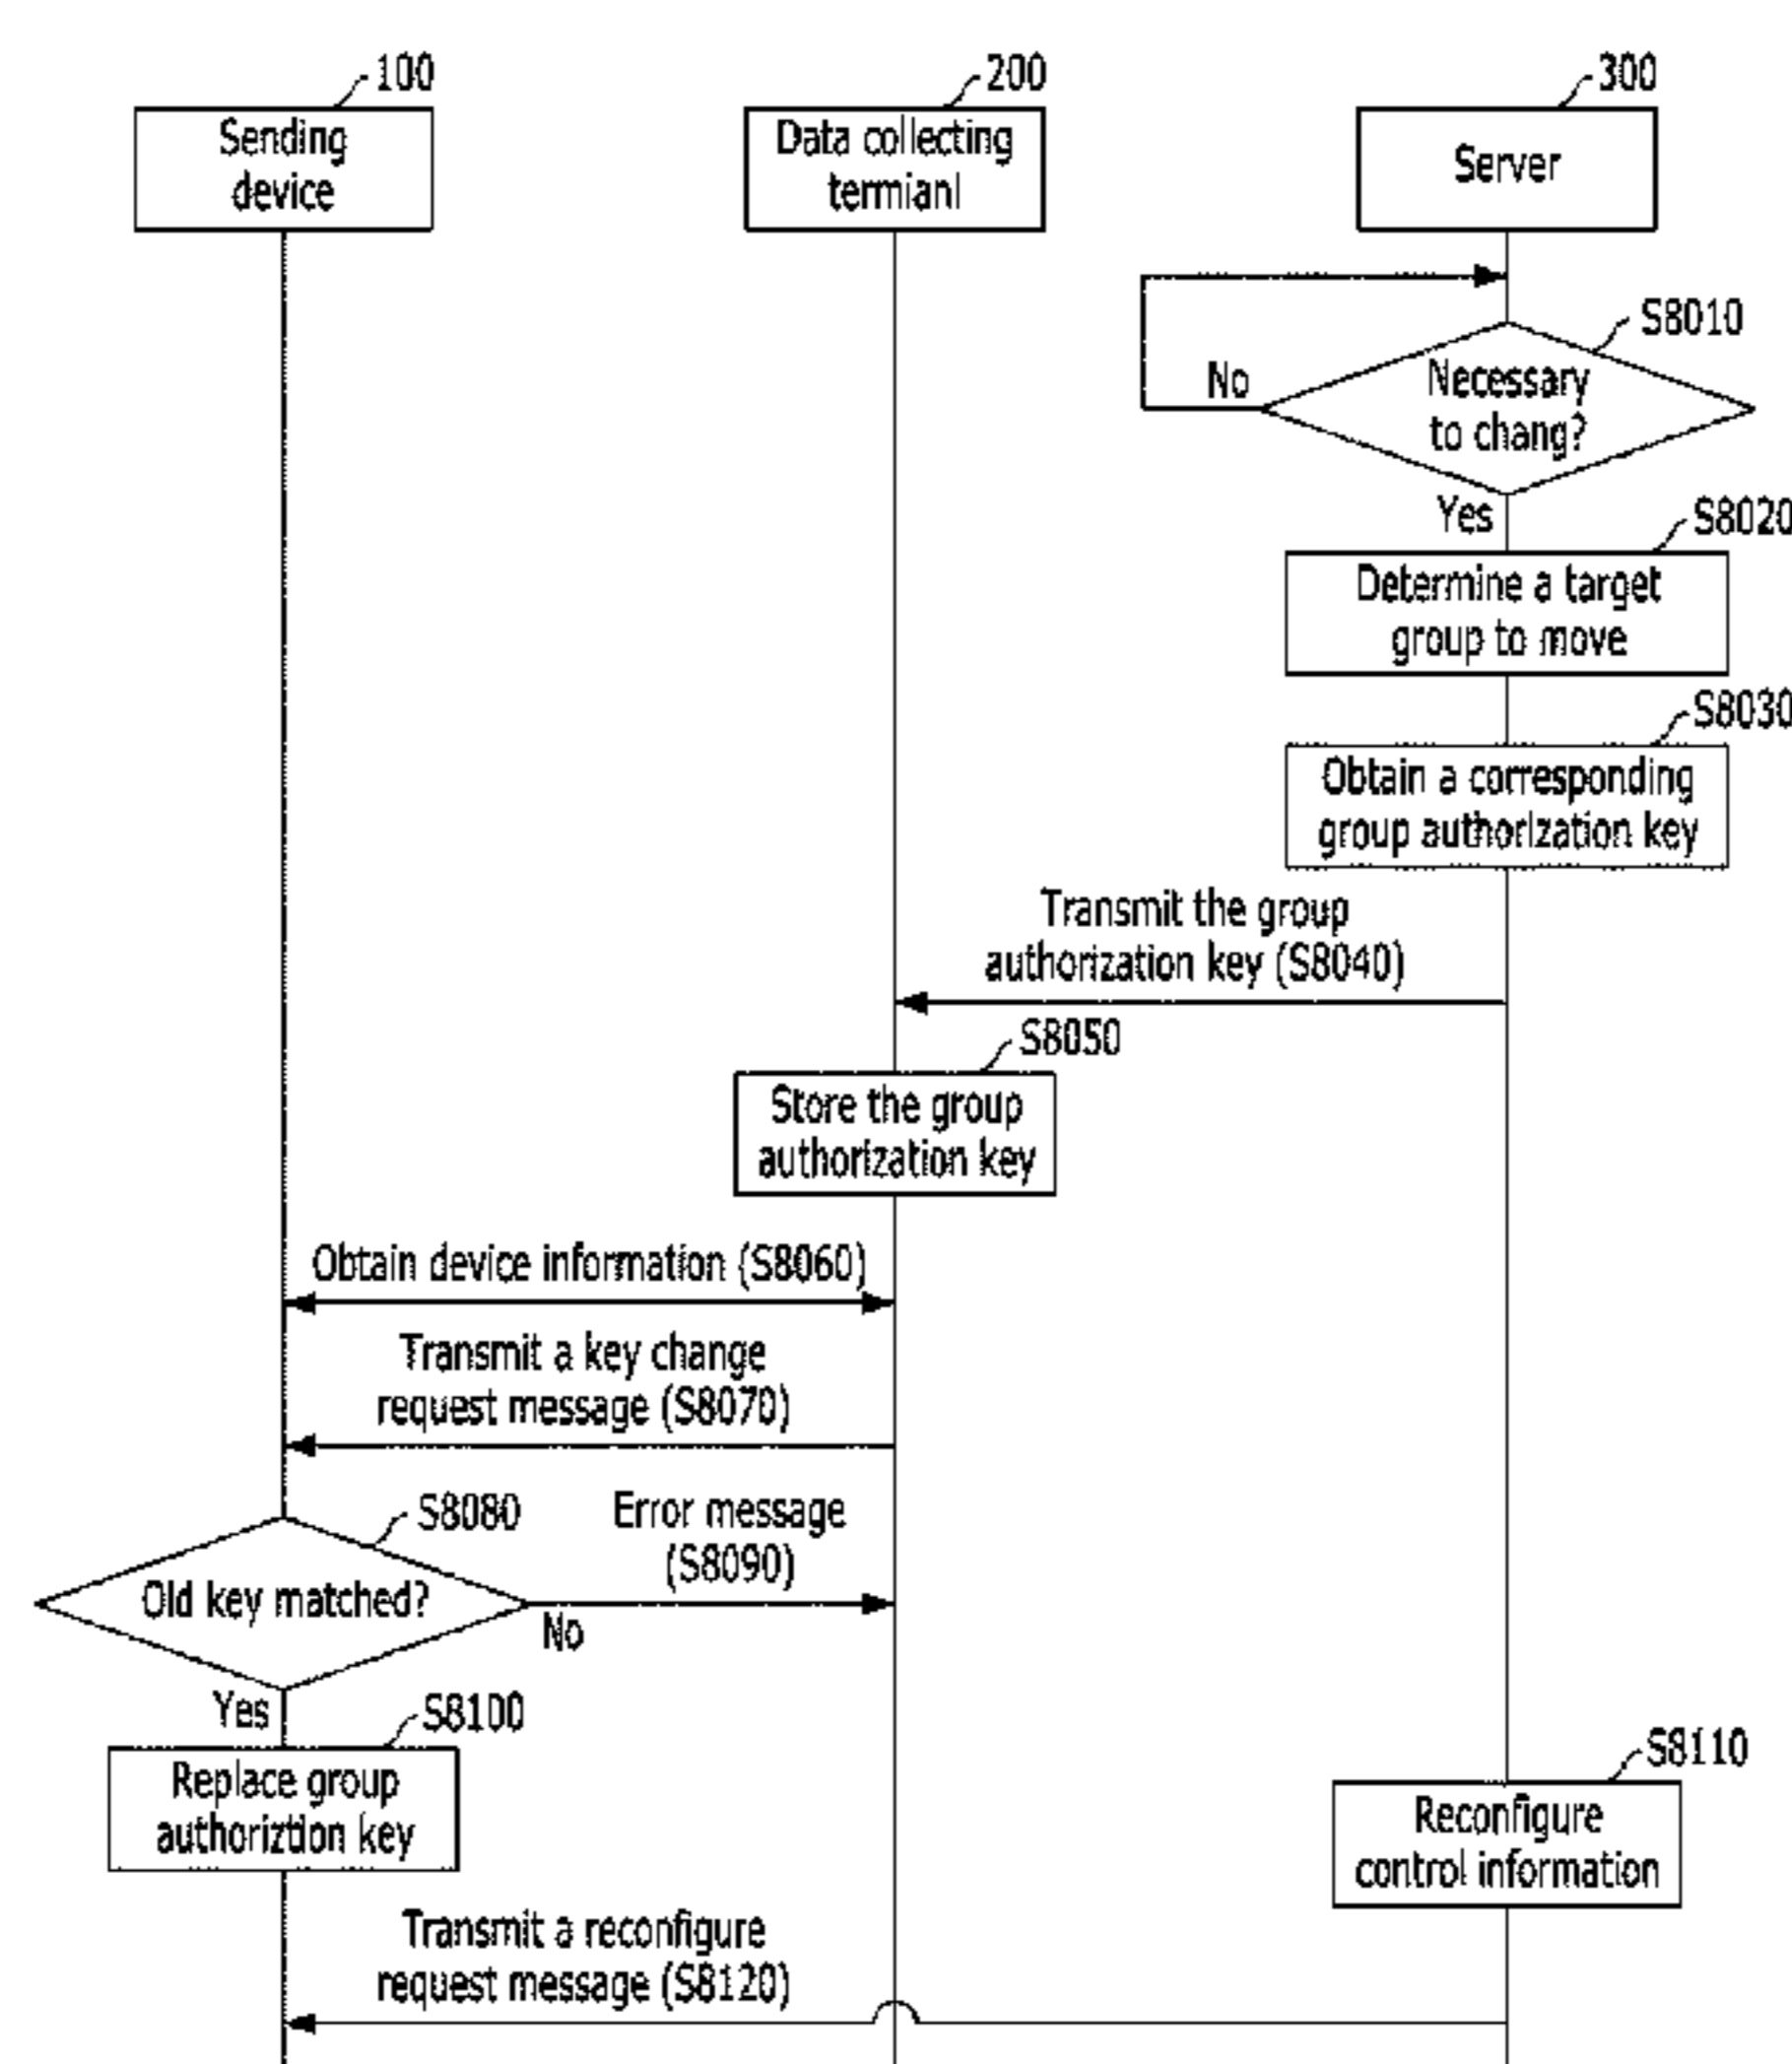 100
200
300
Sending
device
Data collecting
termianl
Server
S8010
No
Necessary
to chang?
Yes
S8020
Determine a target
group to move
S8030
Obtain a corresponding
group authorization key
Transmit the group
authorization key (S8040)
S8050
Store the group
authorization key
Obtain device information (S8060)
Transmit a key change
request message (S8070)
S8080
Error message
(S8090)
Old key matched?
No
Yes
S8100
Replace group
authoriztion key
S8110
Reconfigure
control information
Transmit a reconfigure
request message (S8120)